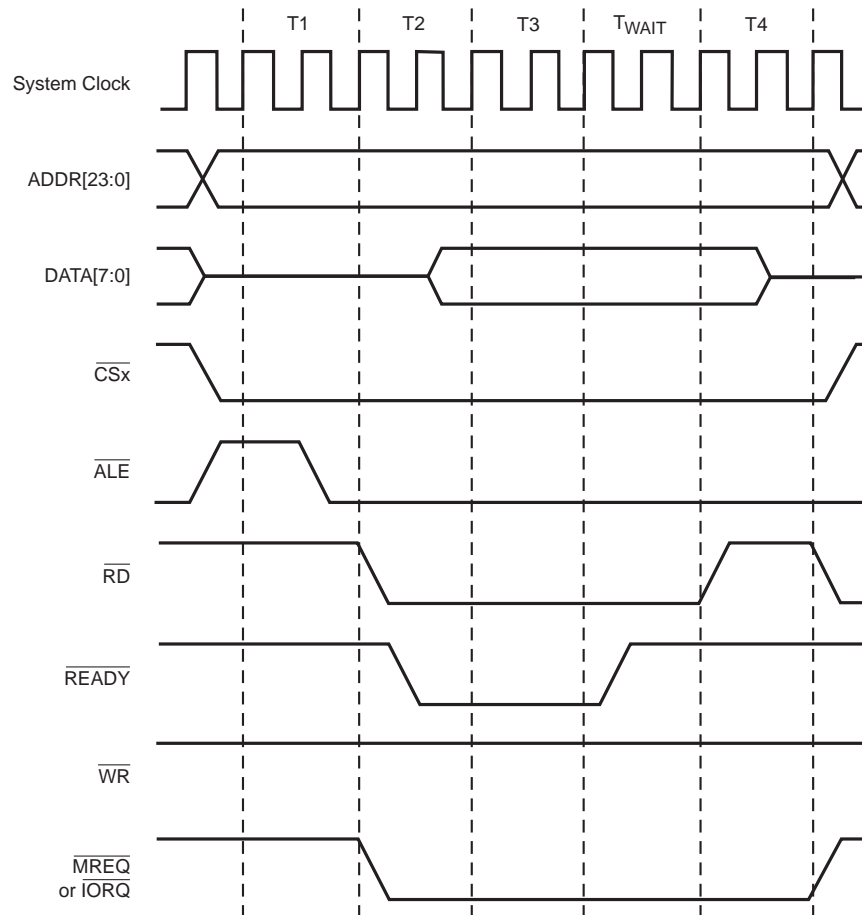 T1 T2 T3 TWAIT T4
System Clock
ADDR[23:0]
DATA[7:0]
CSx
ALE
RD
READY
WR
MREQ
or IORQ